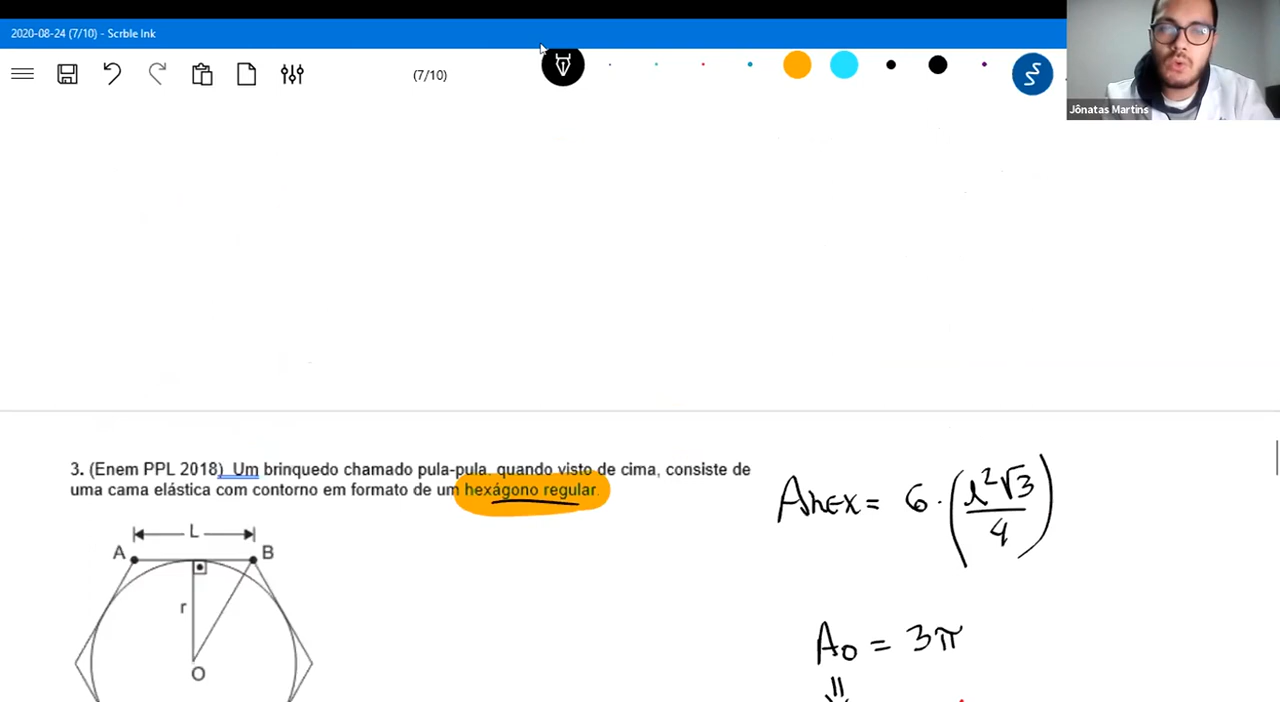 2020-08-24 (7/10) - Scrble Ink
(7/10)
Jônatas Martins
3. (Enem PPL 2018) Um brinquedo chamado pula-pula, quando visto de cima, consiste de
uma cama elástica com contorno em formato de um hexágono regular.
L
A
B
r
O
AHEX = 6 · (l²√3/4)
Ao = 3π